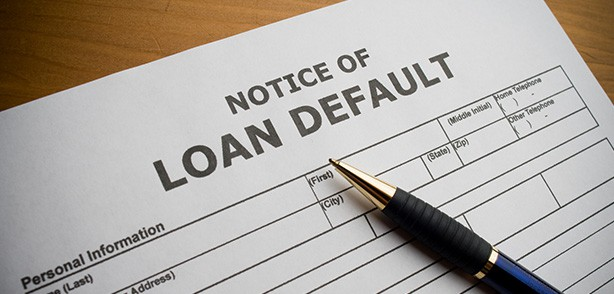 NOTICE OF
LOAN DEFAULT
Personal Information
(Last) (First) (Middle Initial) Home Telephone
( ) -
Address) (City) (State) (Zip) Other Telephone
( ) -